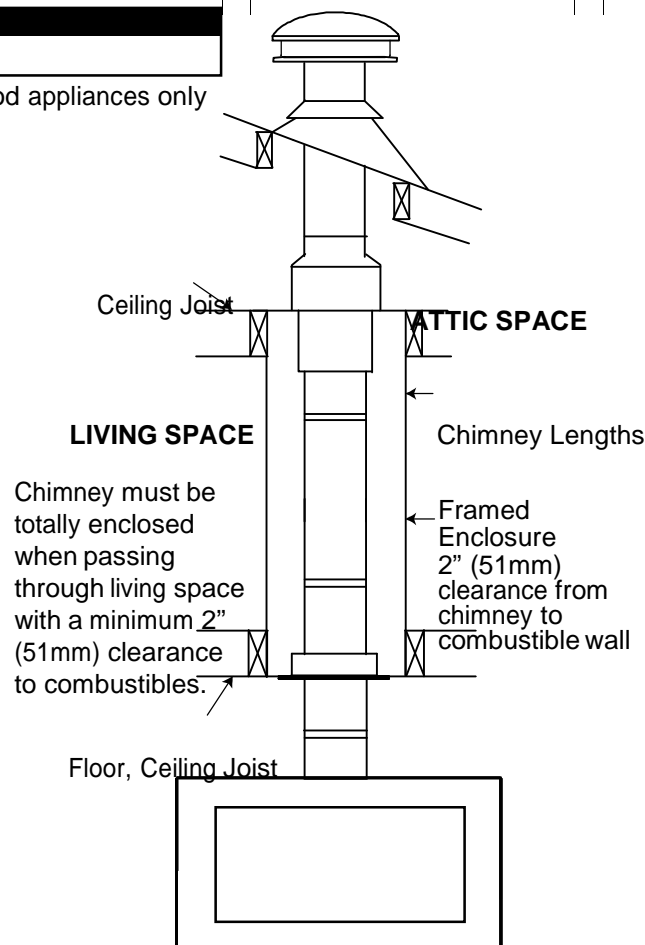 appliances only
Ceiling Joist
ATTIC SPACE
LIVING SPACE
Chimney Lengths
Chimney must be
totally enclosed
when passing
through living space
with a minimum 2”
(51mm) clearance
to combustibles.
Framed
Enclosure
2” (51mm)
clearance from
chimney to
combustible wall
Floor, Ceiling Joist